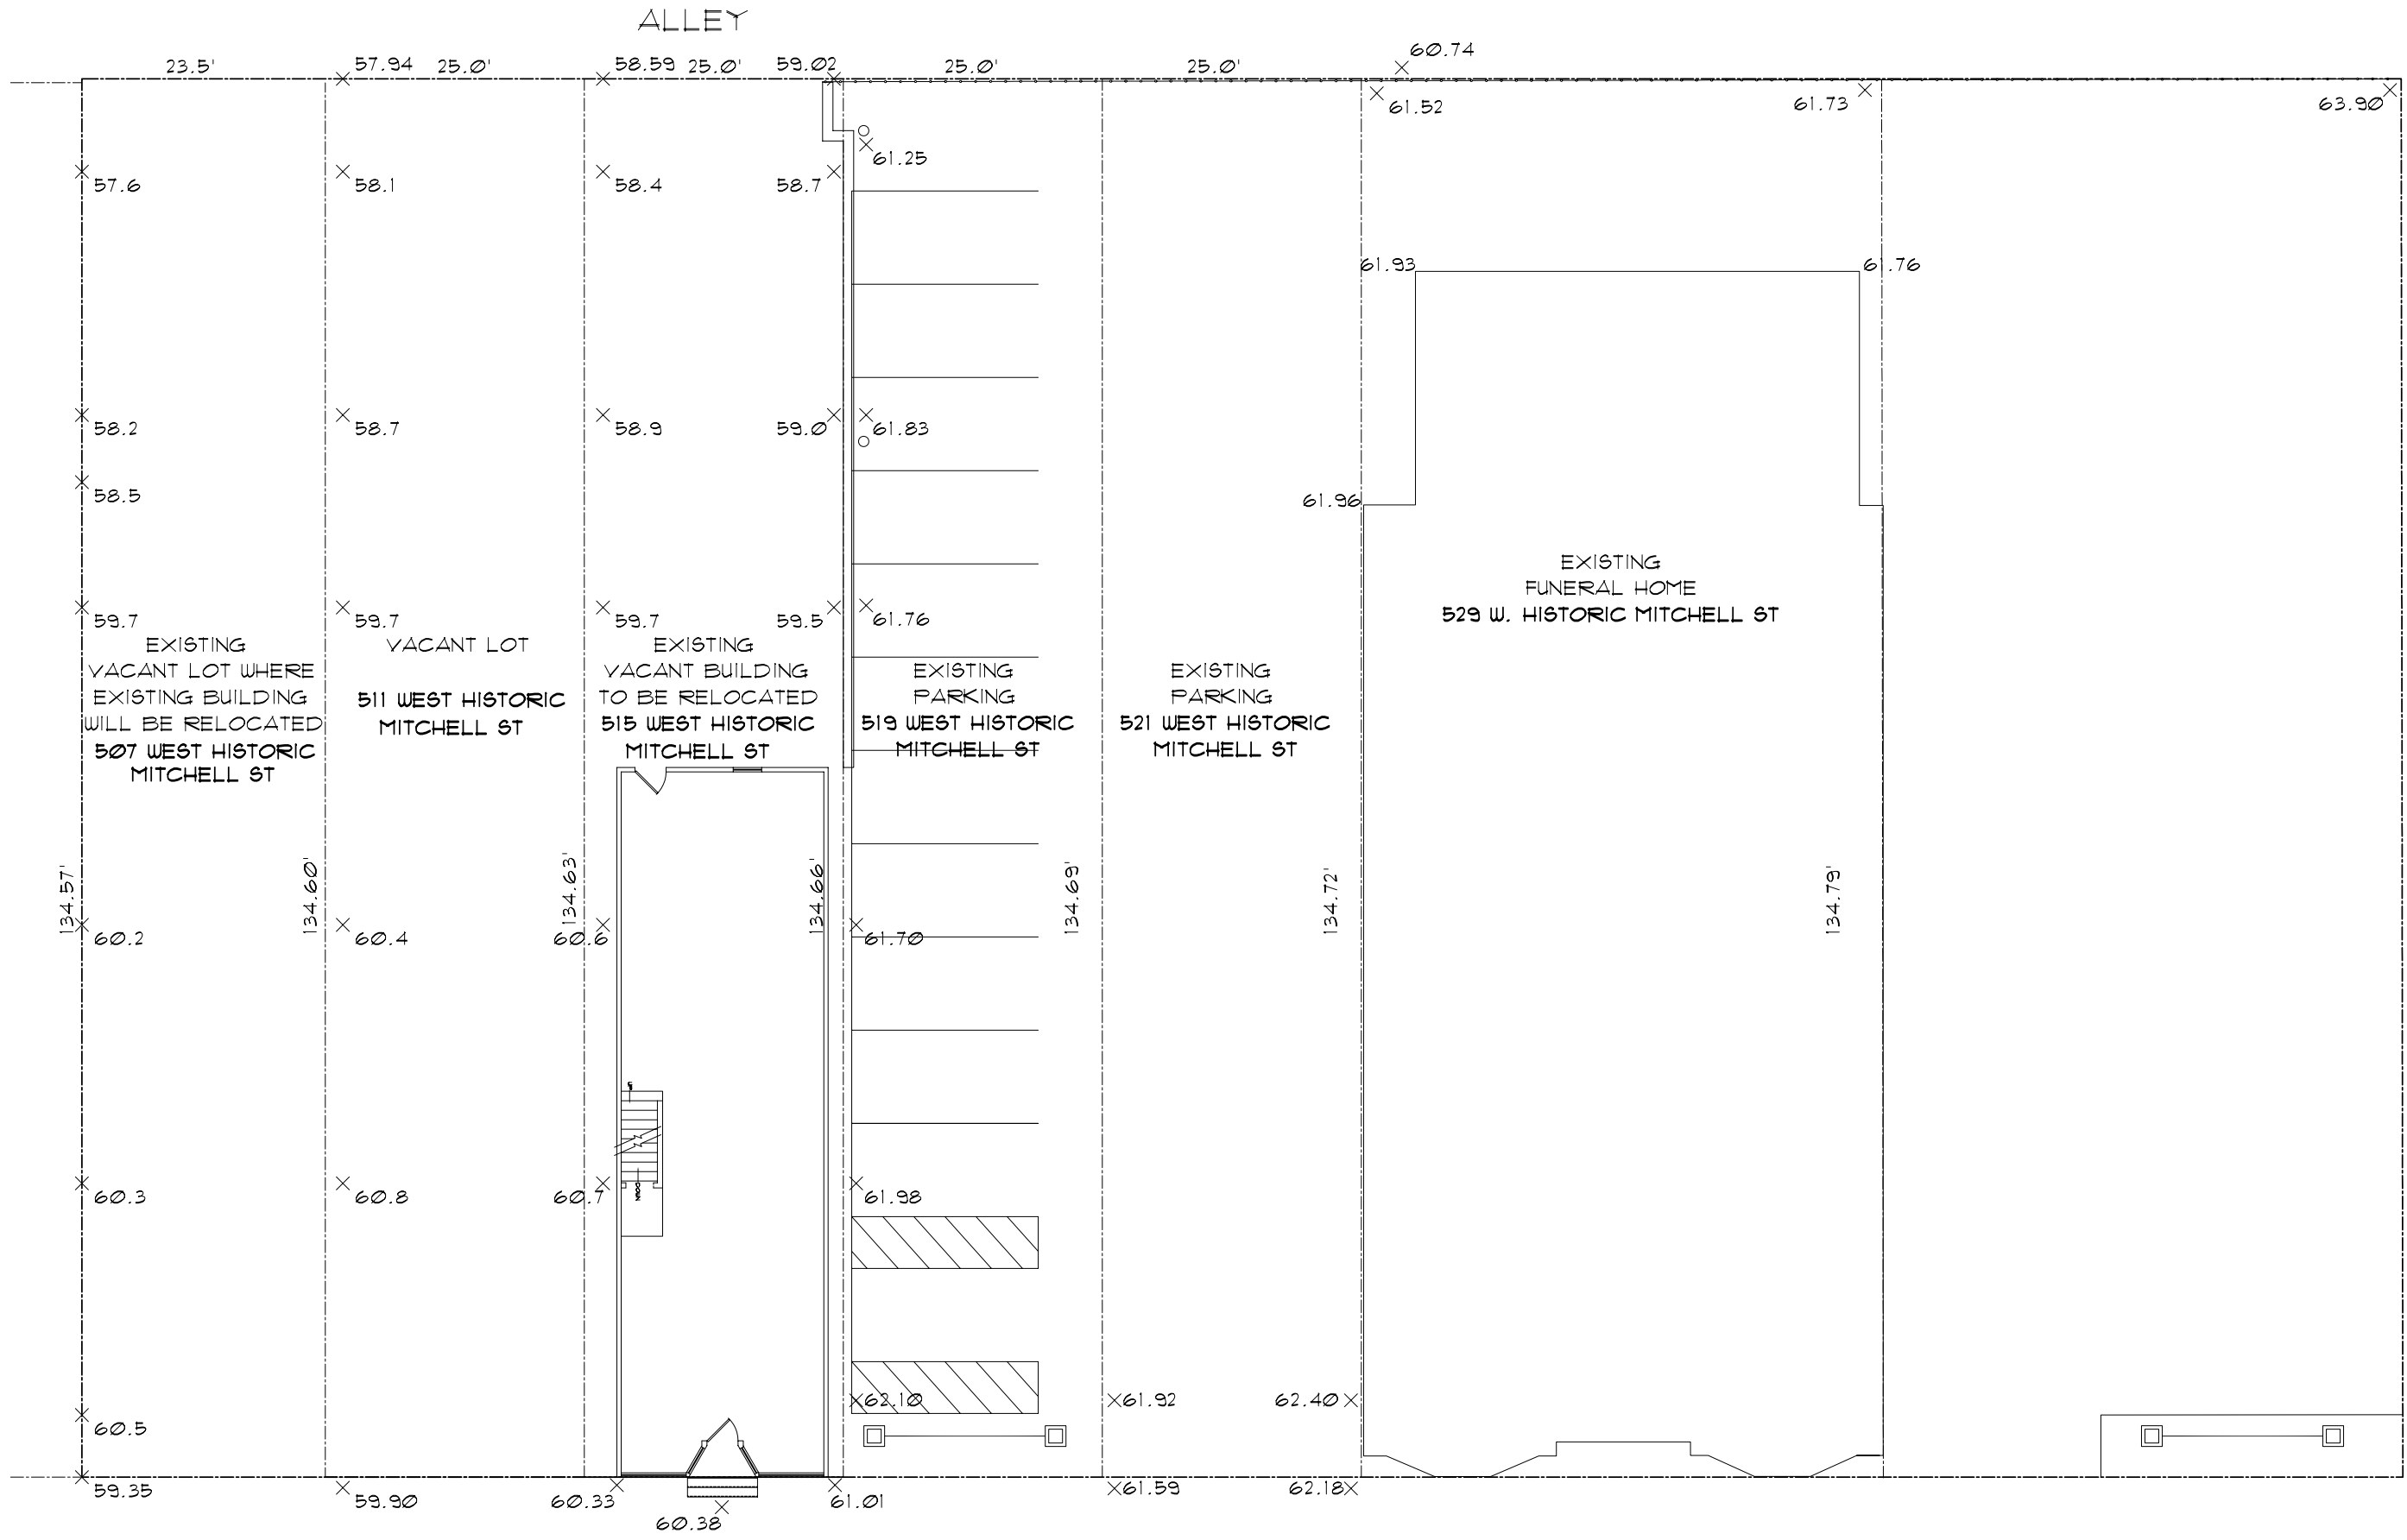 ALLEY
23.5'
57.94
25.0'
58.59
25.0'
59.02
25.0'
25.0'
60.74
61.52
61.73
63.90
61.25
57.6
58.1
58.4
58.7
61.93
61.76
58.2
58.7
58.9
59.0
61.83
58.5
61.96
59.7
59.7
59.7
59.5
61.76
EXISTING
VACANT LOT WHERE
EXISTING BUILDING
WILL BE RELOCATED
507 WEST HISTORIC
MITCHELL ST
VACANT LOT
511 WEST HISTORIC
MITCHELL ST
EXISTING
VACANT BUILDING
TO BE RELOCATED
515 WEST HISTORIC
MITCHELL ST
EXISTING
PARKING
519 WEST HISTORIC
MITCHELL ST
EXISTING
PARKING
521 WEST HISTORIC
MITCHELL ST
EXISTING
FUNERAL HOME
529 W. HISTORIC MITCHELL ST
134.57'
134.60'
134.63'
134.66'
134.69'
134.72'
134.79'
60.2
60.4
60.6
61.70
UP
DOWN
60.3
60.8
60.7
61.98
60.5
62.10
61.92
62.40
59.35
59.90
60.33
60.38
61.01
61.59
62.18